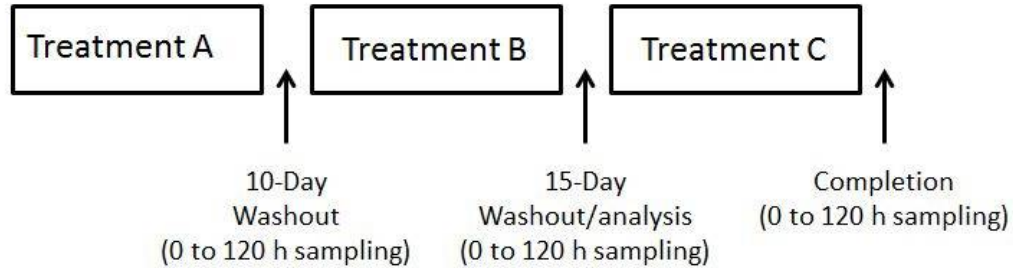 Treatment A
Treatment B
Treatment C
10-Day
Washout
(0 to 120 h sampling)
15-Day
Washout/analysis
(0 to 120 h sampling)
Completion
(0 to 120 h sampling)